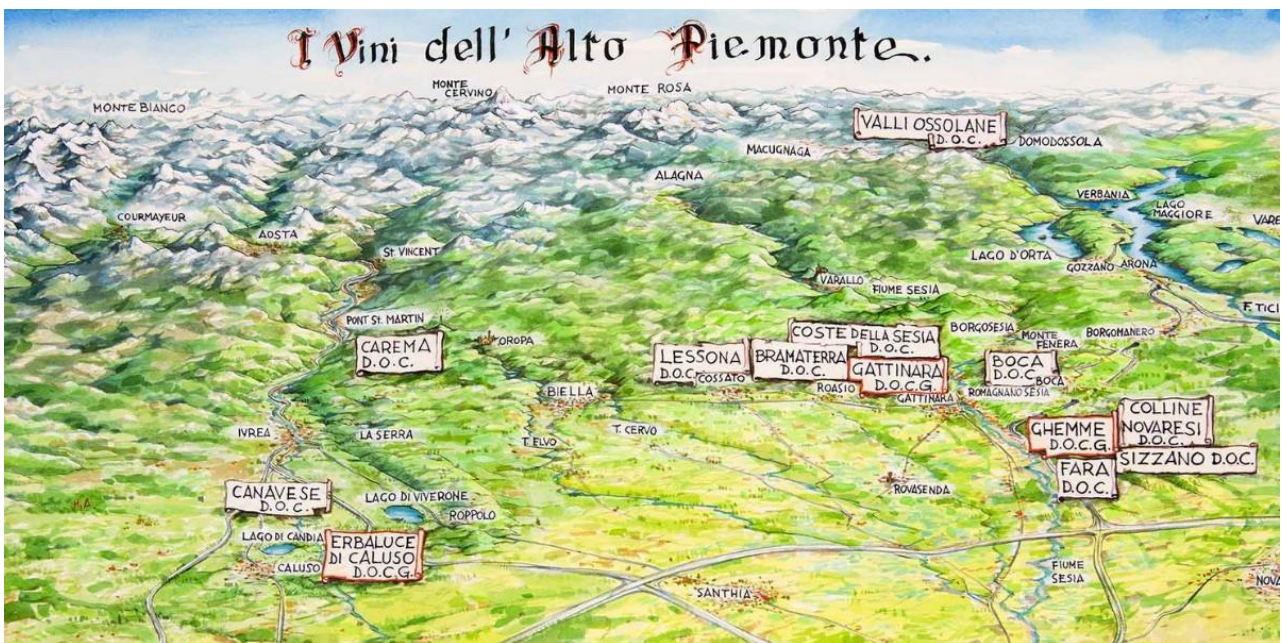 I Vini dell' Alto Piemonte.
MONTE BIANCO
MONTE
CERVINO
MONTE ROSA
VALLI OSSOLANE
D.O.C.
DOMODOSSOLA
MACUGNAGA
ALAGNA
VERBANIA
LAGO
MAGGIORE
COURMAYEUR
AOSTA
St VINCENT
LAGO D'ORTA
GOZZANO
ARONA
VARALLO
FIUME SESIA
PONT St. MARTIN
CAREMA
D.O.C.
OROPA
COSTE DELLA SESIA
D.O.C.
BORGOSESIA
MONTE
FENERA
BORGOMANERO
LESSONA
D.O.C.
COSSATO
BRAMATERRA
D.O.C.
ROASIO
GATTINARA
D.O.C.G.
GATTINARA
BOCA
D.O.C.
BOCA
ROMAGNANO SESIA
BIELLA
IVREA
LA SERRA
T. ELVO
T. CERVO
GHEMME
D.O.C.G.
COLLINE
NOVARESI
D.O.C.
SIZZANO D.O.C
FARA
D.O.C.
ROVASENDA
CANAVESE
D.O.C.
LAGO DI VIVERONE
ROPPOLO
LAGO DI CANDIA
CALUSO
ERBALUCE
DI CALUSO
D.O.C.G.
SANTHIA
FIUME
SESIA